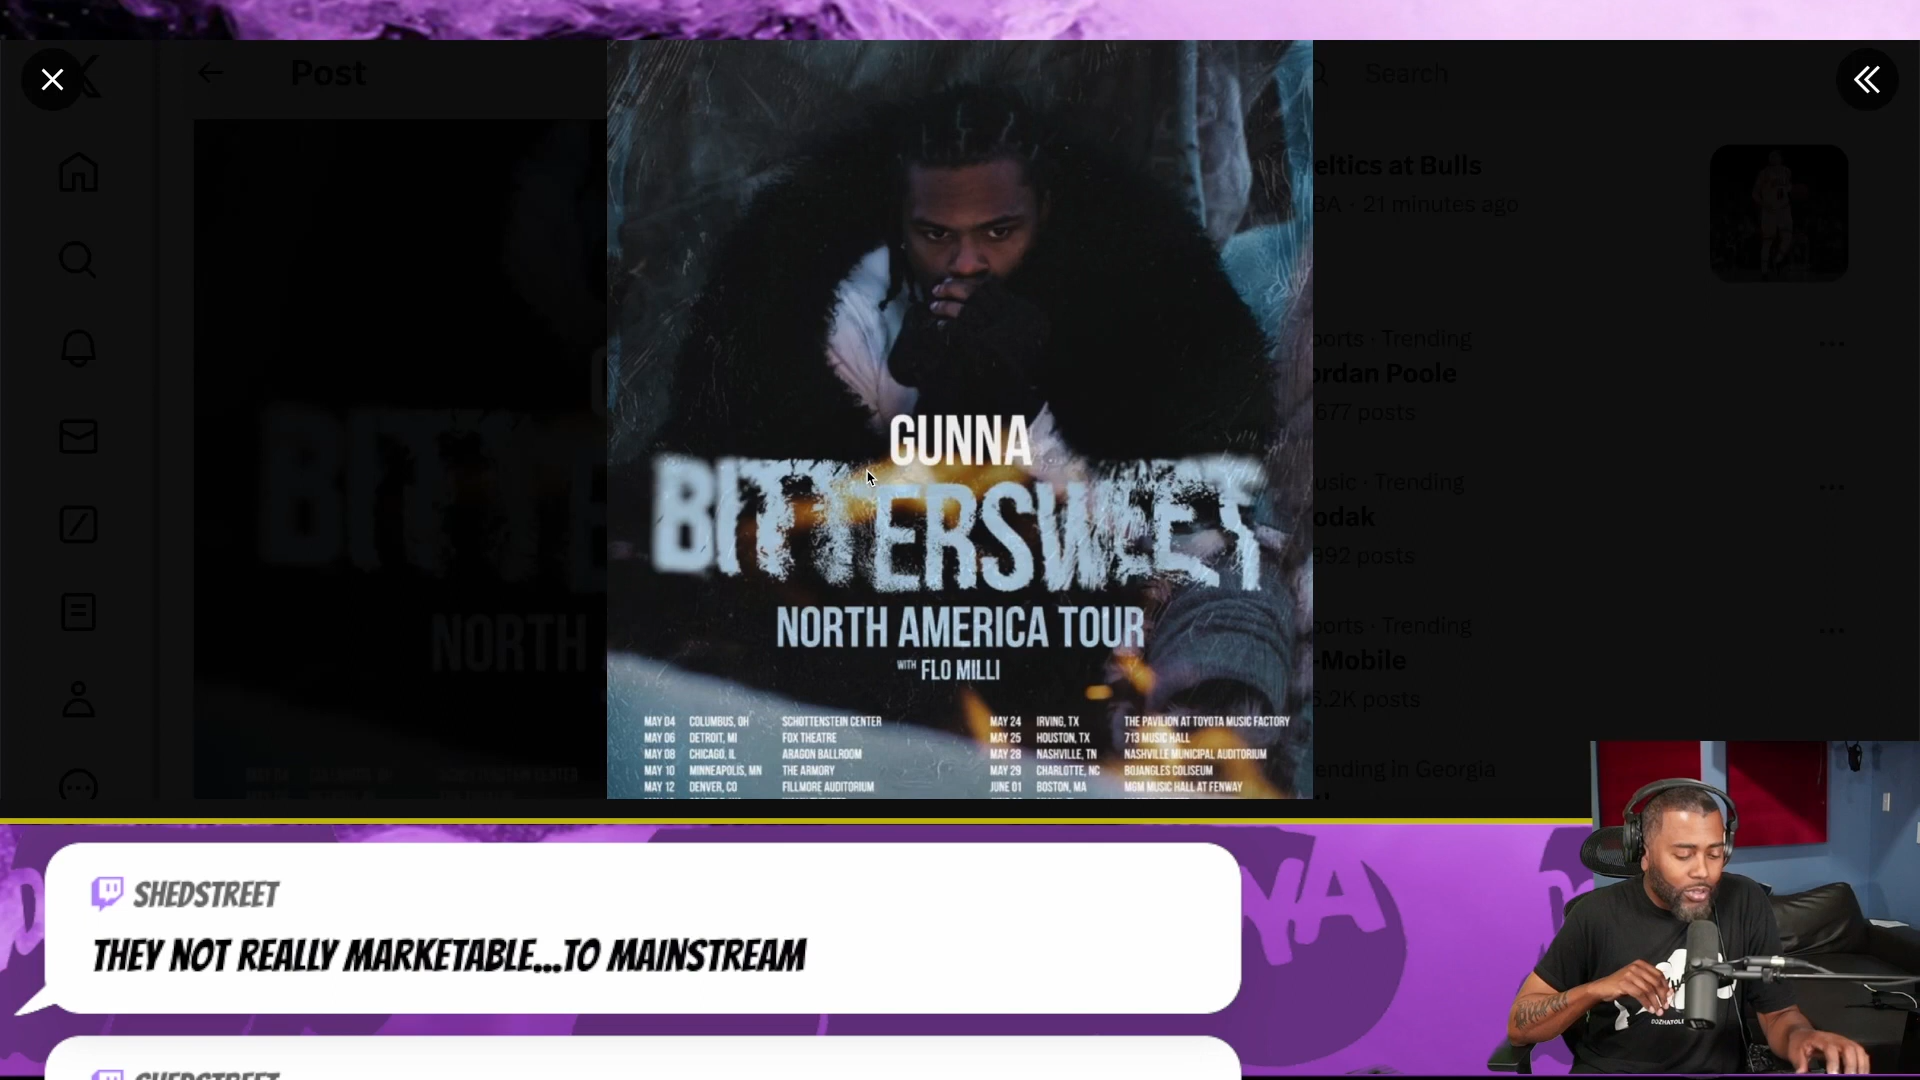 Post
Search
eltics at Bulls
BA · 21 minutes ago
orts · Trending
rdan Poole
677 posts
usic · Trending
odak
992 posts
orts · Trending
-Mobile
5.2K posts
ending in Georgia
GUNNA
BITTERSWEET
NORTH AMERICA TOUR
WITH FLO MILLI
MAY 04 COLUMBUS, OH SCHOTTENSTEIN CENTER
MAY 06 DETROIT, MI FOX THEATRE
MAY 08 CHICAGO, IL ARAGON BALLROOM
MAY 10 MINNEAPOLIS, MN THE ARMORY
MAY 12 DENVER, CO FILLMORE AUDITORIUM
MAY 24 IRVING, TX THE PAVILION AT TOYOTA MUSIC FACTORY
MAY 25 HOUSTON, TX 713 MUSIC HALL
MAY 28 NASHVILLE, TN NASHVILLE MUNICIPAL AUDITORIUM
MAY 29 CHARLOTTE, NC BOJANGLES COLISEUM
JUNE 01 BOSTON, MA MGM MUSIC HALL AT FENWAY
BITTE
NORTH
SHEDSTREET
THEY NOT REALLY MARKETABLE...TO MAINSTREAM
SHEDSTREET